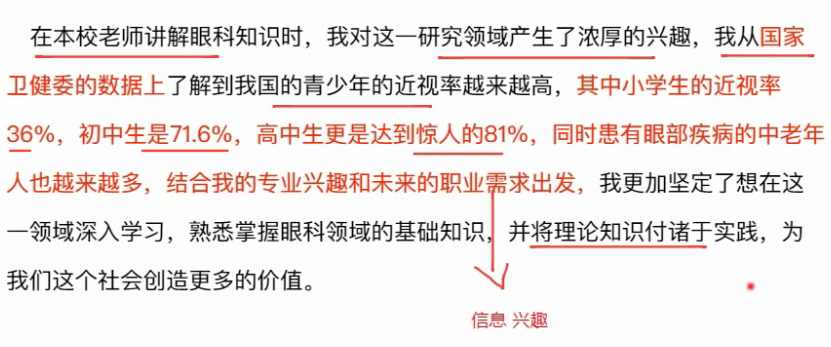 在本校老师讲解眼科知识时，我对这一研究领域产生了浓厚的兴趣，我从国家
卫健委的数据上了解到我国的青少年的近视率越来越高，其中小学生的近视率
36%，初中生是71.6%，高中生更是达到惊人的81%，同时患有眼部疾病的中老年
人也越来越多，结合我的专业兴趣和未来的职业需求出发，我更加坚定了想在这
一领域深入学习，熟悉掌握眼科领域的基础知识，并将理论知识付诸于实践，为
我们这个社会创造更多的价值。
信息 兴趣